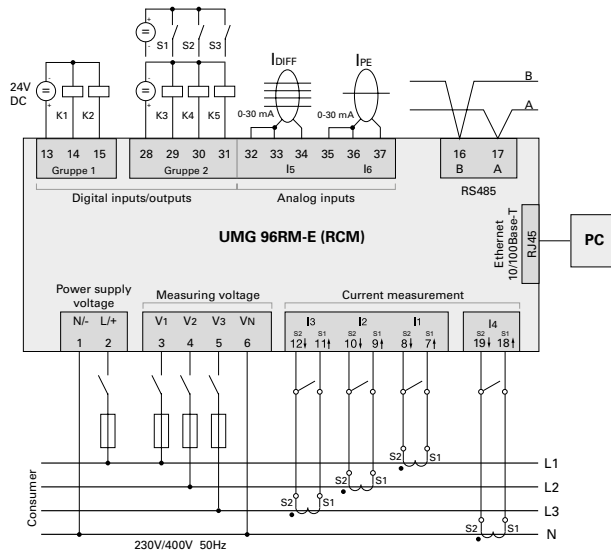 S1 S2 S3
24V
DC
K1 K2
K3 K4 K5
IDIFF
IPE
0-30 mA
0-30 mA
B
A
13 14 15
Gruppe 1
28 29 30 31
Gruppe 2
32 33 34 35 36 37
I5 I6
16 17
B A
RS485
Digital inputs/outputs
Analog inputs
UMG 96RM-E (RCM)
Ethernet
10/100Base-T
RJ45
PC
Power supply
voltage
Measuring voltage
Current measurement
N/- L/+
V1 V2 V3 VN
I3 I2 I1
I4
S2 S1 S2 S1 S2 S1 S2 S1
1 2 3 4 5 6 12↓ 11↑ 10↓ 9↑ 8↓ 7↑ 19↓ 18↑
Consumer
S2 S1
L1
S2 S1
L2
S2 S1
L3
S2 S1
N
230V/400V 50Hz